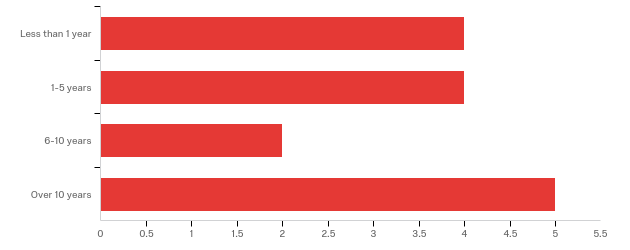 Less than 1 year
1-5 years
6-10 years
Over 10 years
0 0.5 1 1.5 2 2.5 3 3.5 4 4.5 5 5.5